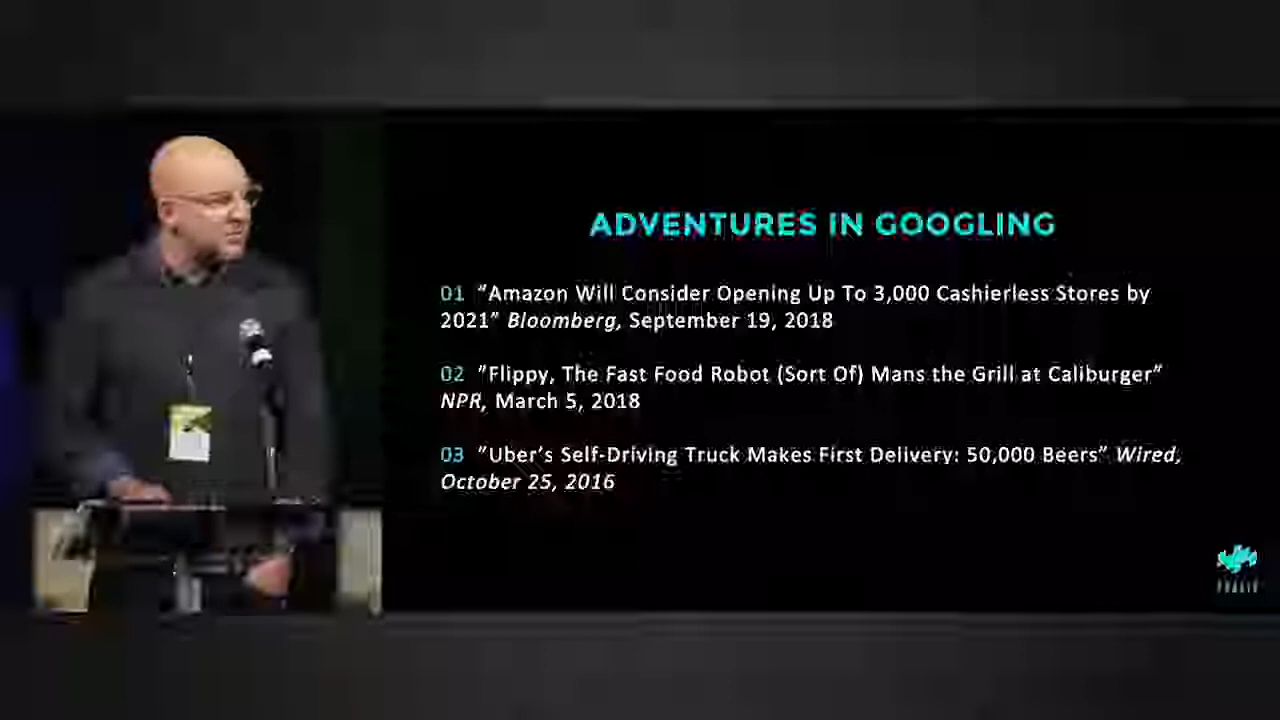 ADVENTURES IN GOOGLING
01 "Amazon Will Consider Opening Up To 3,000 Cashierless Stores by
2021" Bloomberg, September 19, 2018
02 "Flippy, The Fast Food Robot (Sort Of) Mans the Grill at Caliburger"
NPR, March 5, 2018
03 "Uber's Self-Driving Truck Makes First Delivery: 50,000 Beers" Wired,
October 25, 2016